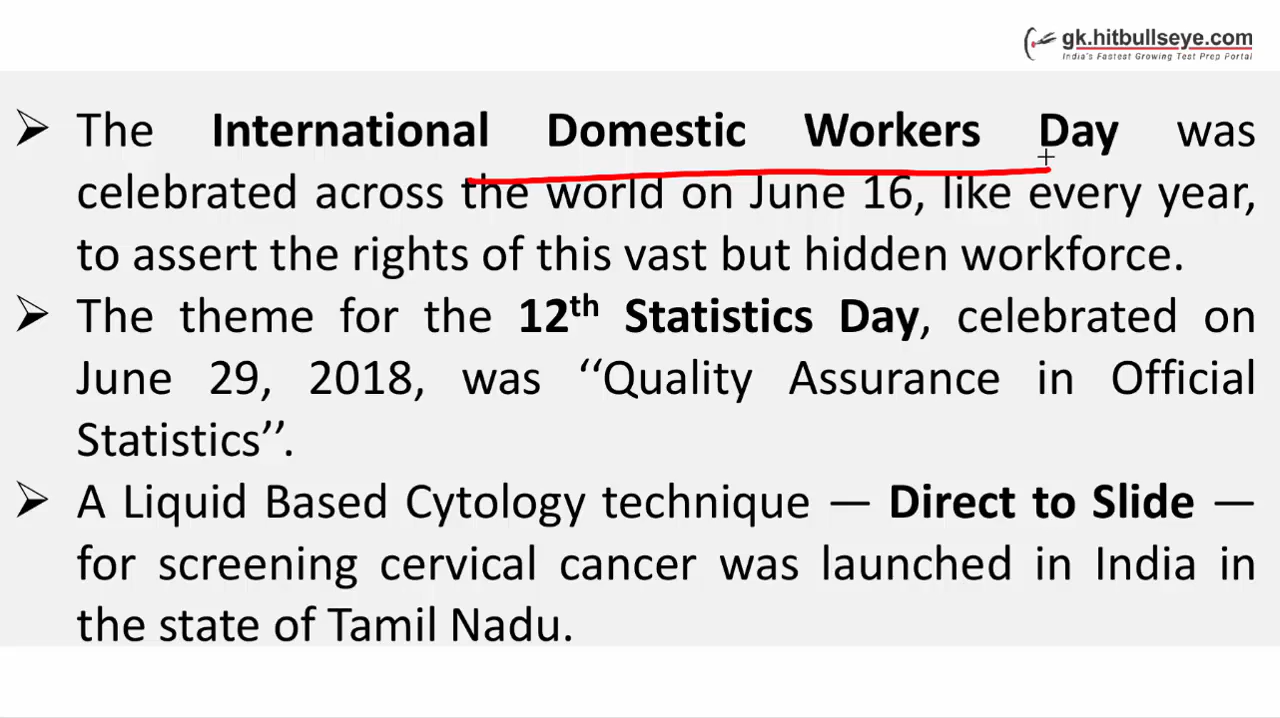 gk.hitbullseye.com
India's Fastest Growing Test Prep Portal
➢ The International Domestic Workers Day was
celebrated across the world on June 16, like every year,
to assert the rights of this vast but hidden workforce.
➢ The theme for the 12th Statistics Day, celebrated on
June 29, 2018, was ‘‘Quality Assurance in Official
Statistics’’.
➢ A Liquid Based Cytology technique — Direct to Slide —
for screening cervical cancer was launched in India in
the state of Tamil Nadu.